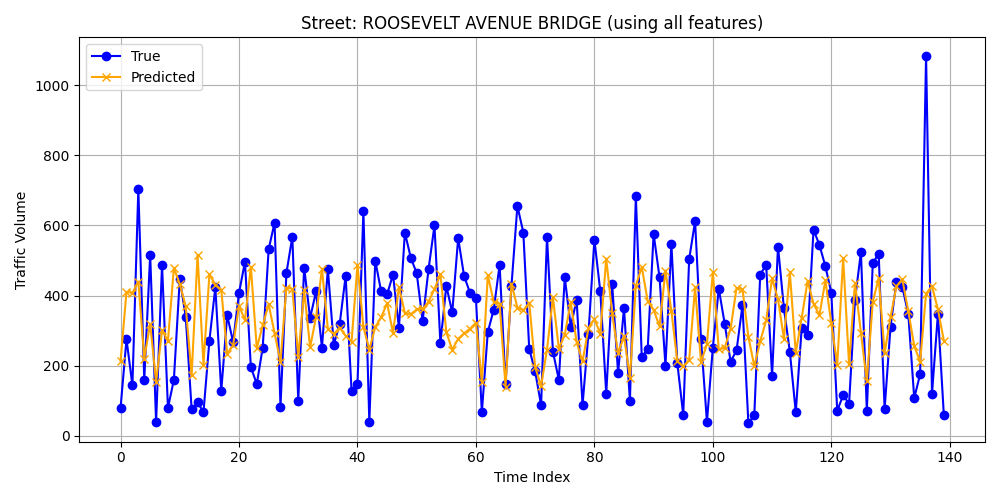 Street: ROOSEVELT AVENUE BRIDGE (using all features)
True
Predicted
1000
800
600
400
200
0
Traffic Volume
0 20 40 60 80 100 120 140
Time Index